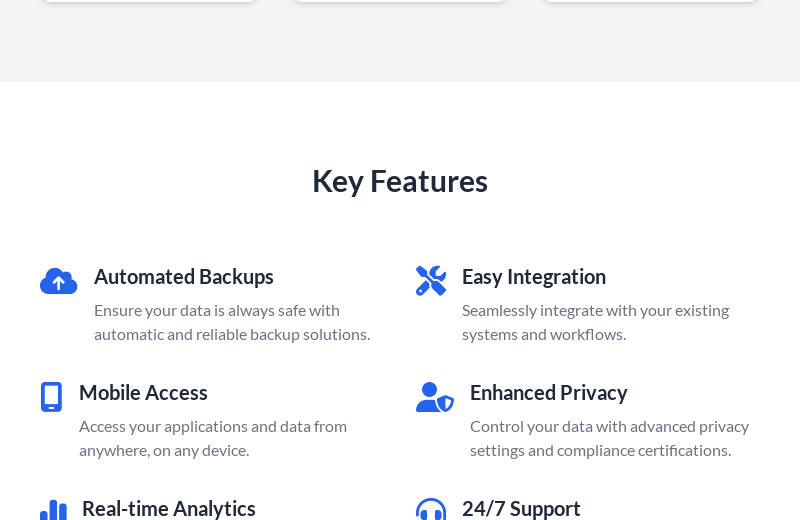 Key Features
Automated Backups
Ensure your data is always safe with
automatic and reliable backup solutions.
Easy Integration
Seamlessly integrate with your existing
systems and workflows.
Mobile Access
Access your applications and data from
anywhere, on any device.
Enhanced Privacy
Control your data with advanced privacy
settings and compliance certifications.
Real-time Analytics
24/7 Support